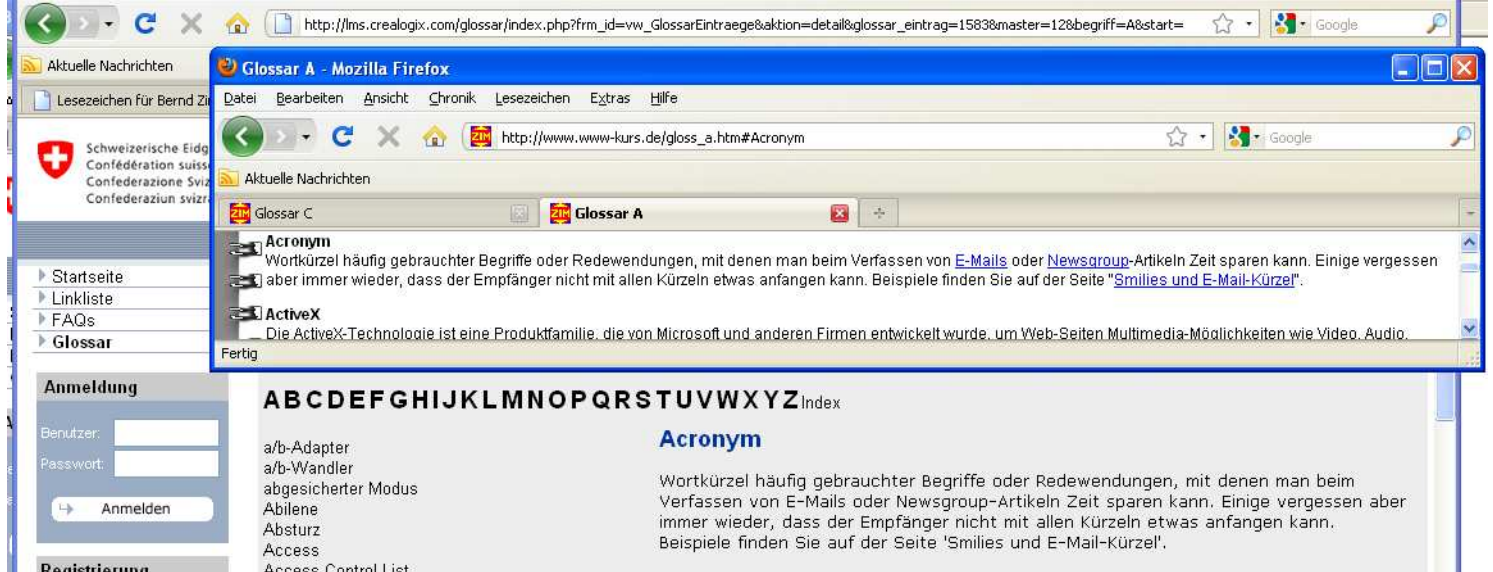 http://lms.crealogix.com/glossar/index.php?frm_id=vw_GlossarEintraege&aktion=detail&glossar_eintrag=1583&master=128&begriff=A&start=
Google
Aktuelle Nachrichten
Lesezeichen für Bernd
Schweizerische
Confédération
Confederazione
Confederaziun
Startseite
Linkliste
FAQs
Glossar
Glossar A - Mozilla Firefox
Datei Bearbeiten Ansicht Chronik Lesezeichen Extras Hilfe
ZIM http://www.www-kurs.de/gloss_a.htm#Acronym
Google
Aktuelle Nachrichten
ZIM Glossar C ZIM Glossar A
Acronym
Wortkürzel häufig gebrauchter Begriffe oder Redewendungen, mit denen man beim Verfassen von E-Mails oder Newsgroup-Artikeln Zeit sparen kann. Einige vergessen
aber immer wieder, dass der Empfänger nicht mit allen Kürzeln etwas anfangen kann. Beispiele finden Sie auf der Seite "Smilies und E-Mail-Kürzel".
ActiveX
Die ActiveX-Technologie ist eine Produktfamilie, die von Microsoft und anderen Firmen entwickelt wurde, um Web-Seiten Multimedia-Möglichkeiten wie Video, Audio,
Fertig
Anmeldung
Benutzer:
Passwort:
Anmelden
Registrierung
A B C D E F G H I J K L M N O P Q R S T U V W X Y Z Index
a/b-Adapter
a/b-Wandler
abgesicherter Modus
Abilene
Absturz
Access
Access Control List
Acronym
Wortkürzel häufig gebrauchter Begriffe oder Redewendungen, mit denen man beim
Verfassen von E-Mails oder Newsgroup-Artikeln Zeit sparen kann. Einige vergessen aber
immer wieder, dass der Empfänger nicht mit allen Kürzeln etwas anfangen kann.
Beispiele finden Sie auf der Seite 'Smilies und E-Mail-Kürzel'.